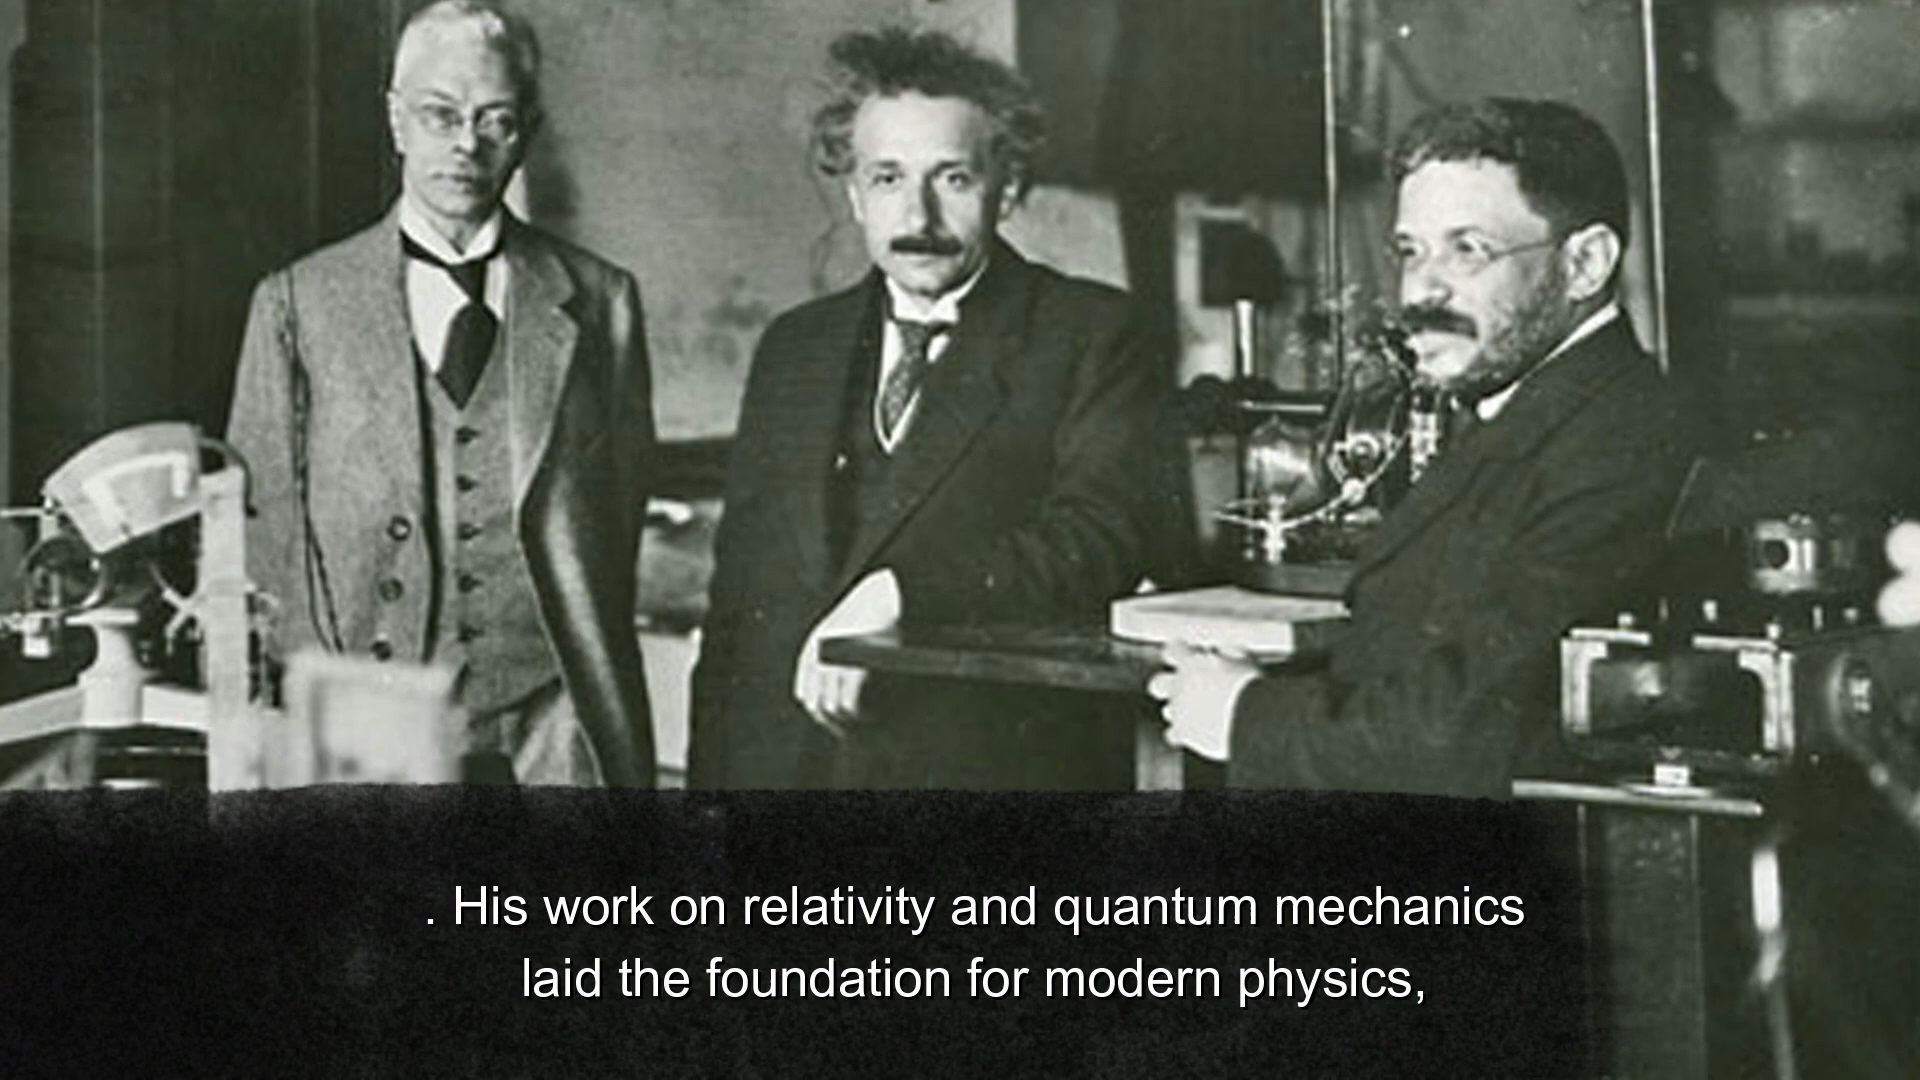 . His work on relativity and quantum mechanics
laid the foundation for modern physics,